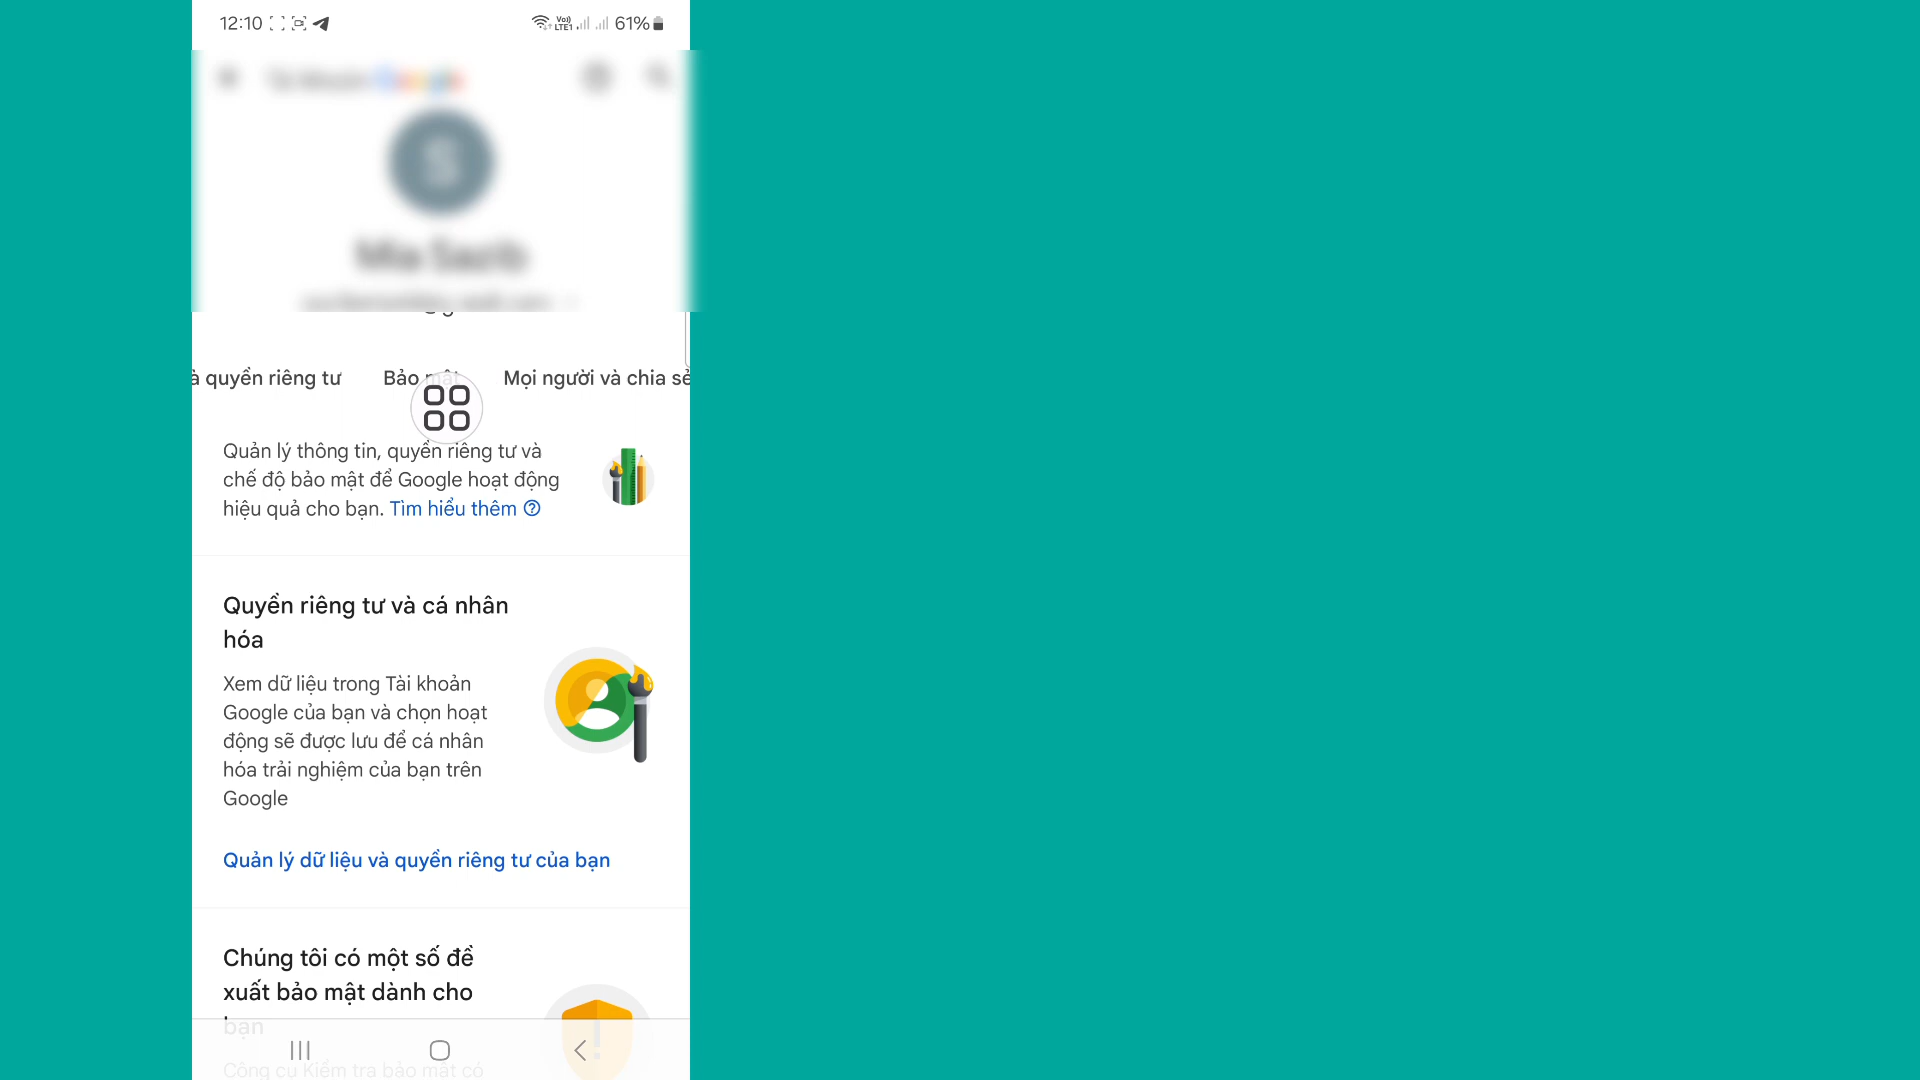 12:10 61%
à quyền riêng tư Bảo mật Mọi người và chia sẻ
Quản lý thông tin, quyền riêng tư và
chế độ bảo mật để Google hoạt động
hiệu quả cho bạn. Tìm hiểu thêm
Quyền riêng tư và cá nhân
hóa
Xem dữ liệu trong Tài khoản
Google của bạn và chọn hoạt
động sẽ được lưu để cá nhân
hóa trải nghiệm của bạn trên
Google
Quản lý dữ liệu và quyền riêng tư của bạn
Chúng tôi có một số đề
xuất bảo mật dành cho
bạn
Công cụ Kiểm tra bảo mật có